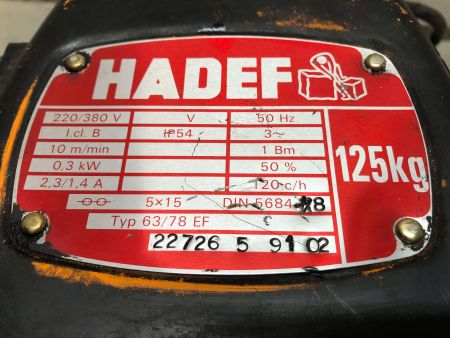 HADEF
220/380 V V 50 Hz
I.cl. B IP54 3~
10 m/min 1 Bm
0,3 kW 50 %
2,3/1,4 A 120 c/h
5×15 DIN 5684
Typ 63/78 EF
22726 5 91 02
125kg